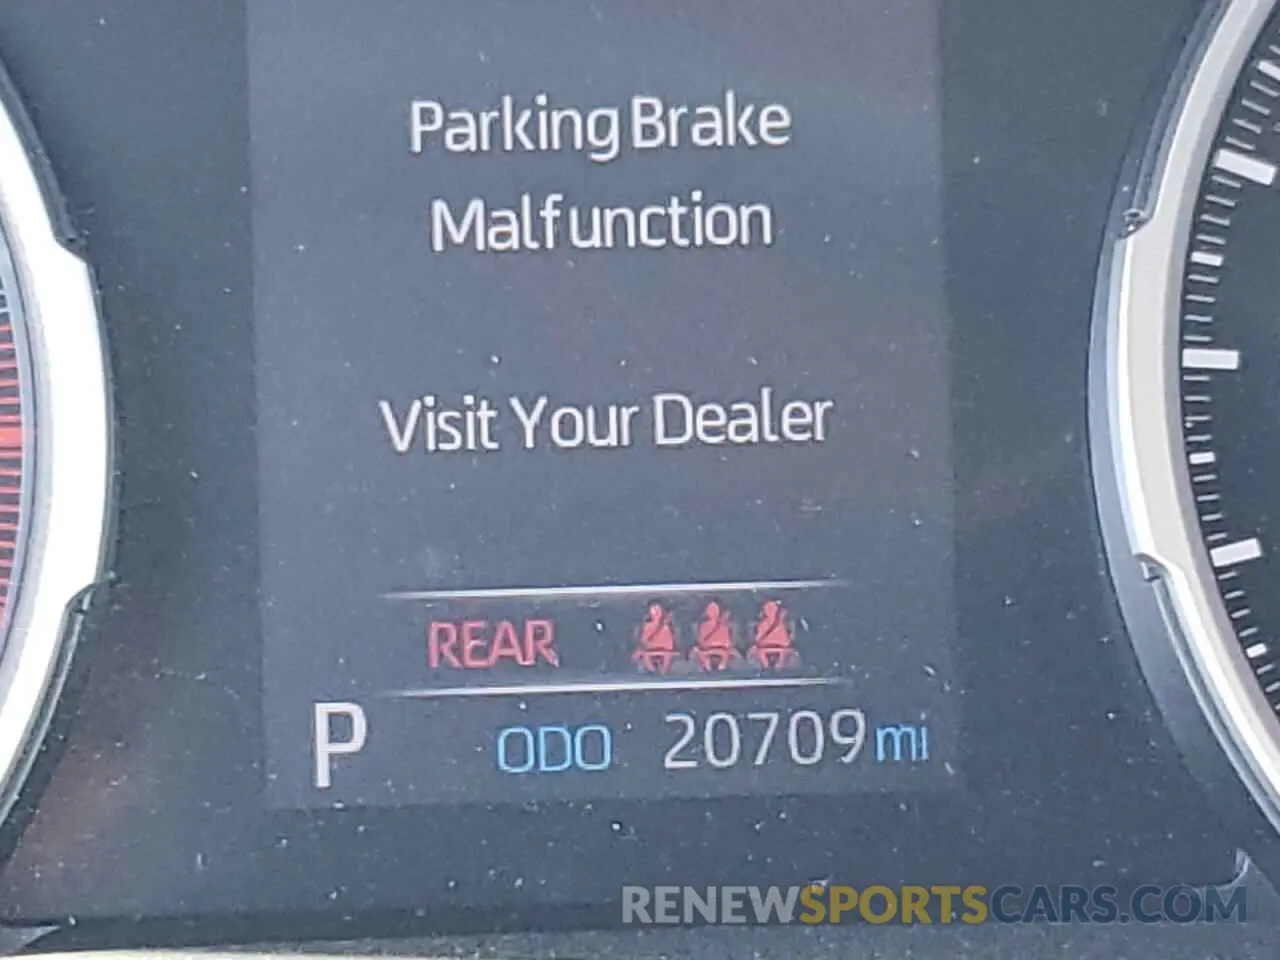 Parking Brake
Malfunction
Visit Your Dealer
REAR
P ODO 20709 mi
RENEWSPORTSCARS.COM